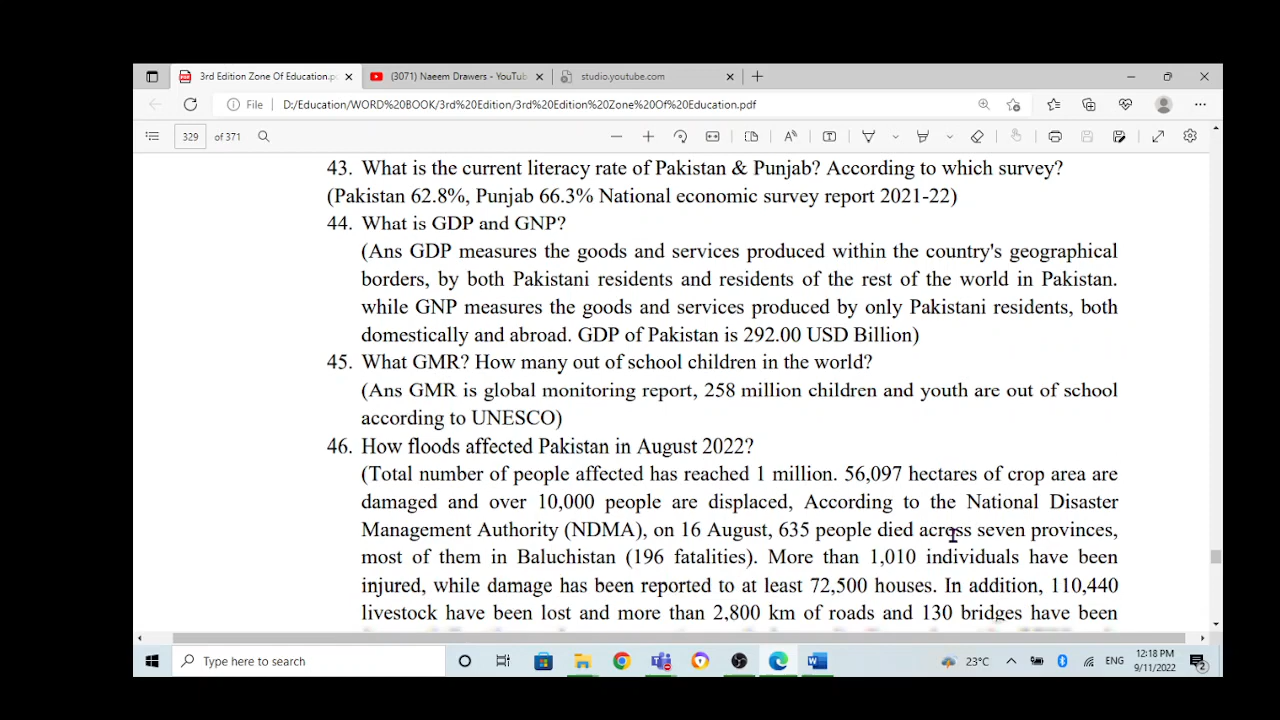 3rd Edition Zone Of Education.p
(3071) Naeem Drawers - YouTub
studio.youtube.com
File
D:/Education/WORD%20BOOK/3rd%20Edition/3rd%20Edition%20Zone%20Of%20Education.pdf
329 of 371
43. What is the current literacy rate of Pakistan & Punjab? According to which survey?
(Pakistan 62.8%, Punjab 66.3% National economic survey report 2021-22)
44. What is GDP and GNP?
(Ans GDP measures the goods and services produced within the country's geographical
borders, by both Pakistani residents and residents of the rest of the world in Pakistan.
while GNP measures the goods and services produced by only Pakistani residents, both
domestically and abroad. GDP of Pakistan is 292.00 USD Billion)
45. What GMR? How many out of school children in the world?
(Ans GMR is global monitoring report, 258 million children and youth are out of school
according to UNESCO)
46. How floods affected Pakistan in August 2022?
(Total number of people affected has reached 1 million. 56,097 hectares of crop area are
damaged and over 10,000 people are displaced, According to the National Disaster
Management Authority (NDMA), on 16 August, 635 people died across seven provinces,
most of them in Baluchistan (196 fatalities). More than 1,010 individuals have been
injured, while damage has been reported to at least 72,500 houses. In addition, 110,440
livestock have been lost and more than 2,800 km of roads and 130 bridges have been
Type here to search
23°C
ENG
12:18 PM
9/11/2022
2